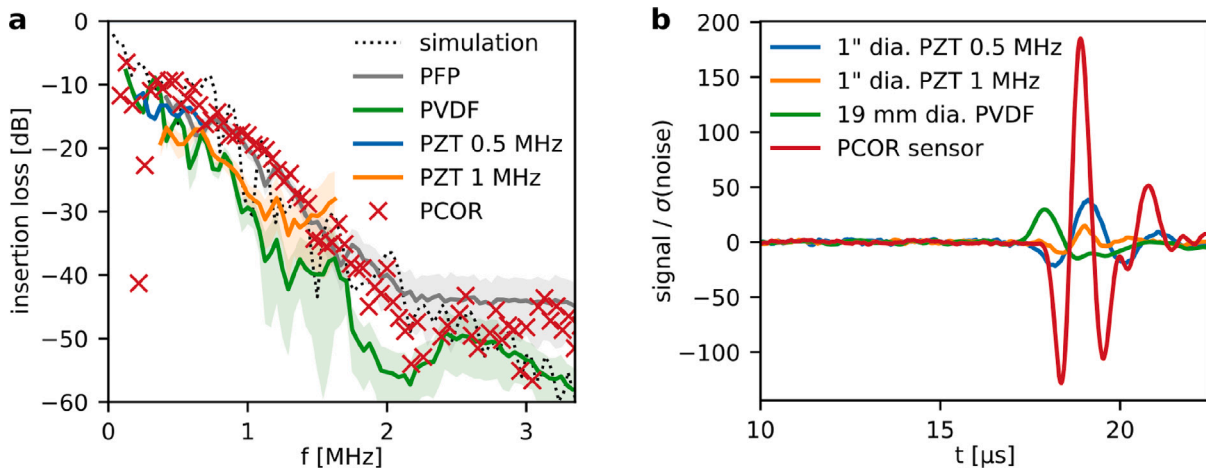 a
insertion loss [dB]
0
−10
−20
−30
−40
−50
−60
simulation
PFP
PVDF
PZT 0.5 MHz
PZT 1 MHz
PCOR
0 1 2 3
f [MHz]
b
signal / σ(noise)
200
150
100
50
0
−50
−100
1" dia. PZT 0.5 MHz
1" dia. PZT 1 MHz
19 mm dia. PVDF
PCOR sensor
10 15 20
t [μs]